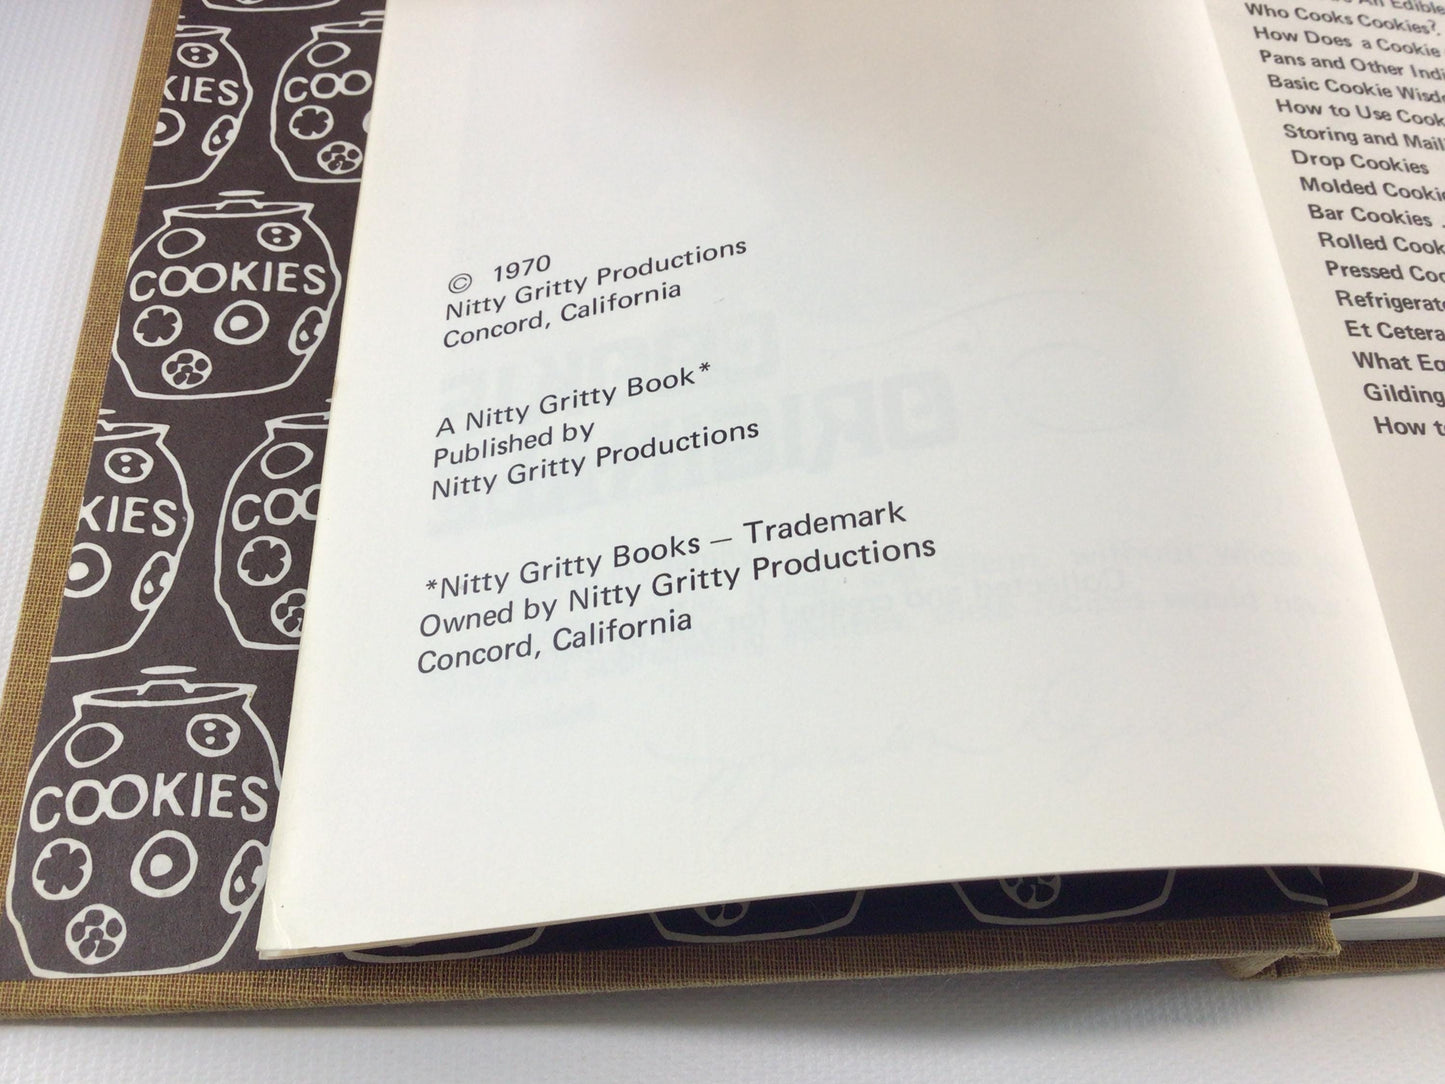 COOKIES
COOKIES
KIES
COO
KIES
COO
© 1970
Nitty Gritty Productions
Concord, California
A Nitty Gritty Book*
Published by
Nitty Gritty Productions
*Nitty Gritty Books — Trademark
Owned by Nitty Gritty Productions
Concord, California
An Edible
Who Cooks Cookies?
How Does a Cookie
Pans and Other
Basic Cookie
How to Use
Storing and
Drop Cookies
Molded
Bar Cookies
Rolled
Pressed
Et Cetera
What
Gilding
How